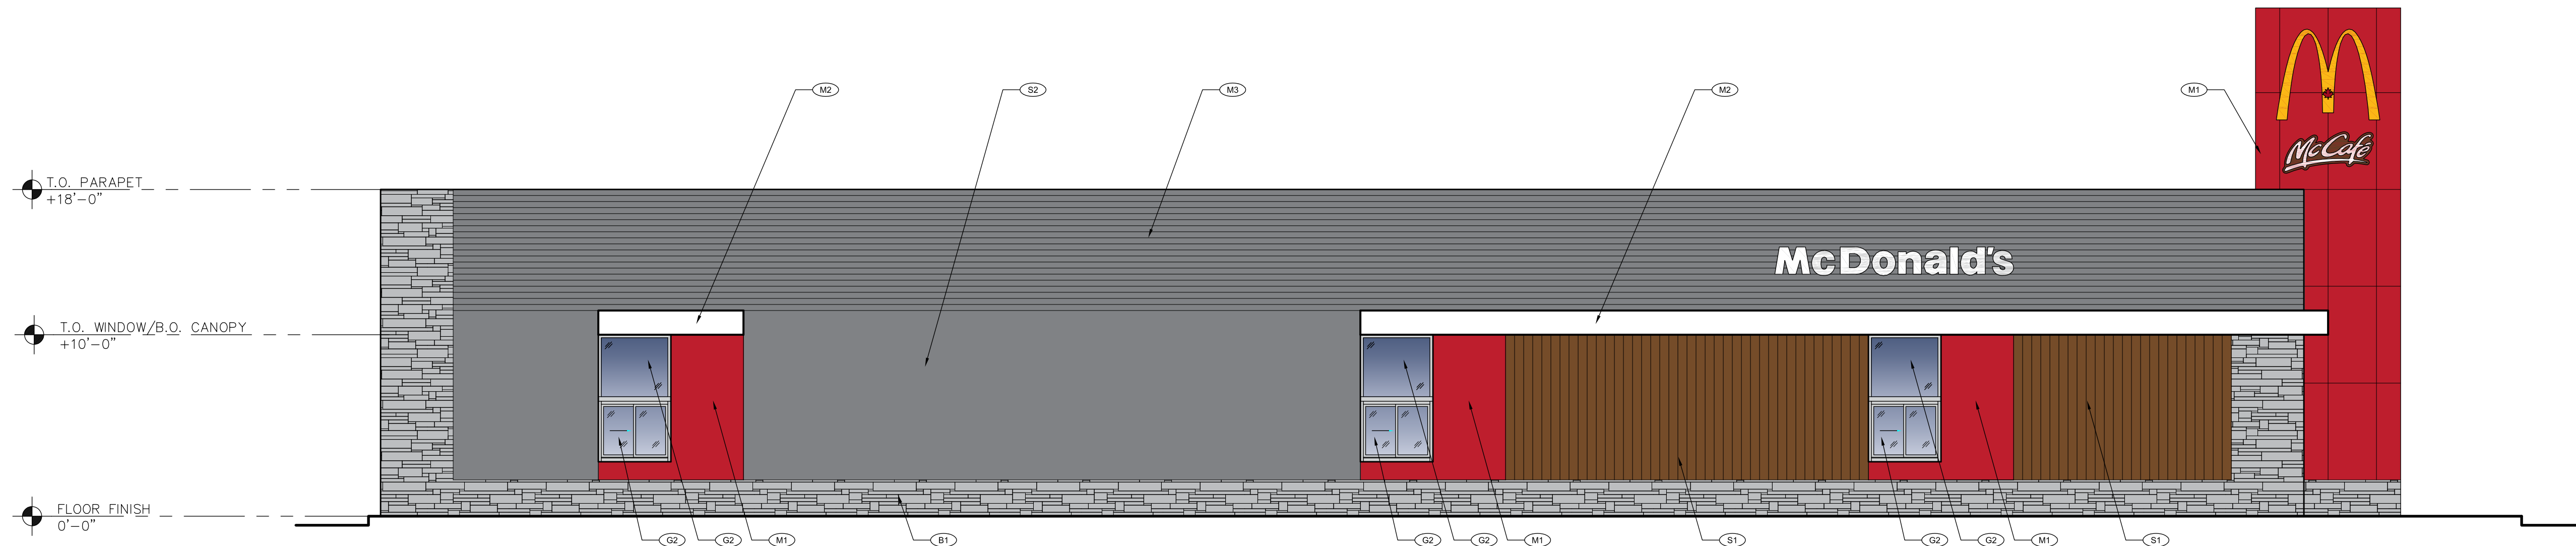 M2
S2
M3
M2
M1
McCafé
T.O. PARAPET
+18'-0"
McDonald's
T.O. WINDOW/B.O. CANOPY
+10'-0"
FLOOR FINISH
0'-0"
G2
G2
M1
B1
G2
G2
M1
S1
G2
G2
M1
S1